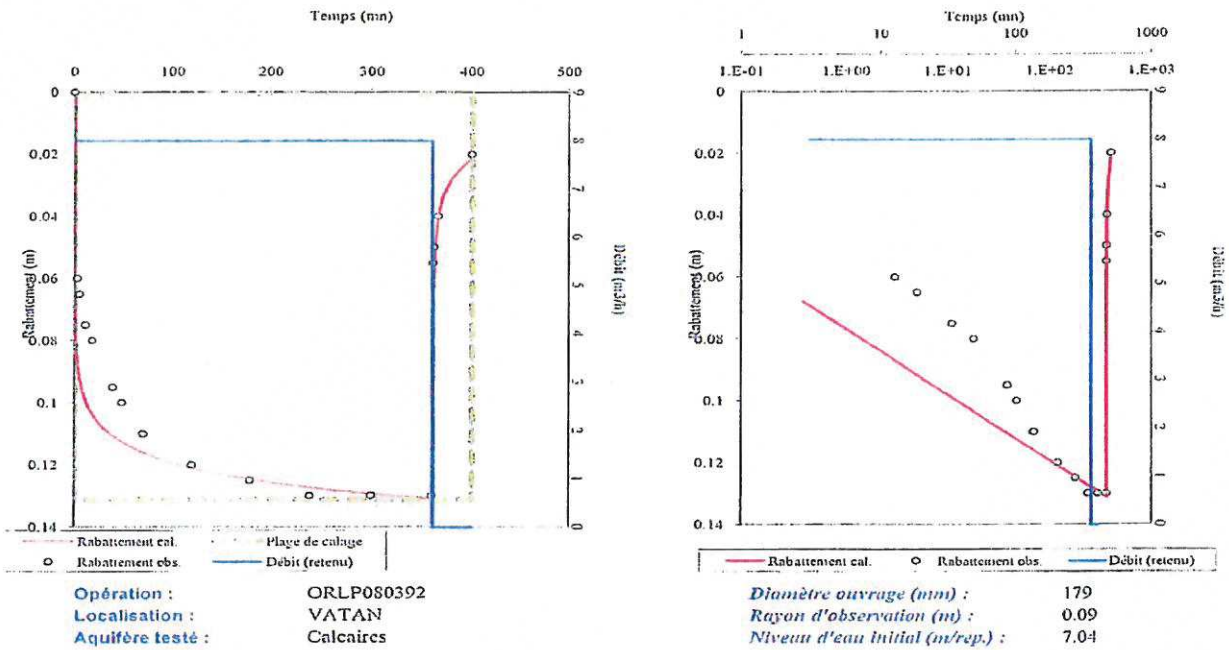 Temps (mn)
0 100 200 300 400 500
0
0.02
0.04
0.06
0.08
0.1
0.12
0.14
Rabattement (m)
9
8
7
6
5
4
3
2
1
0
Débit (m3/h)
Rabattement cal.
Plage de calage
Rabattement obs.
Débit (retenu)
Opération : ORLP080392
Localisation : VATAN
Aquifère testé : Calcaires
Temps (mn)
1 10 100 1000
1.E-01 1.E+00 1.E+01 1.E+02 1.E+03
0
0.02
0.04
0.06
0.08
0.1
0.12
0.14
Rabattement (m)
9
8
7
6
5
4
3
2
1
0
Débit (m3/h)
Rabattement cal.
Rabattement obs.
Débit (retenu)
Diamètre ouvrage (mm) : 179
Rayon d'observation (m) : 0.09
Niveau d'eau initial (m/rep.) : 7.04